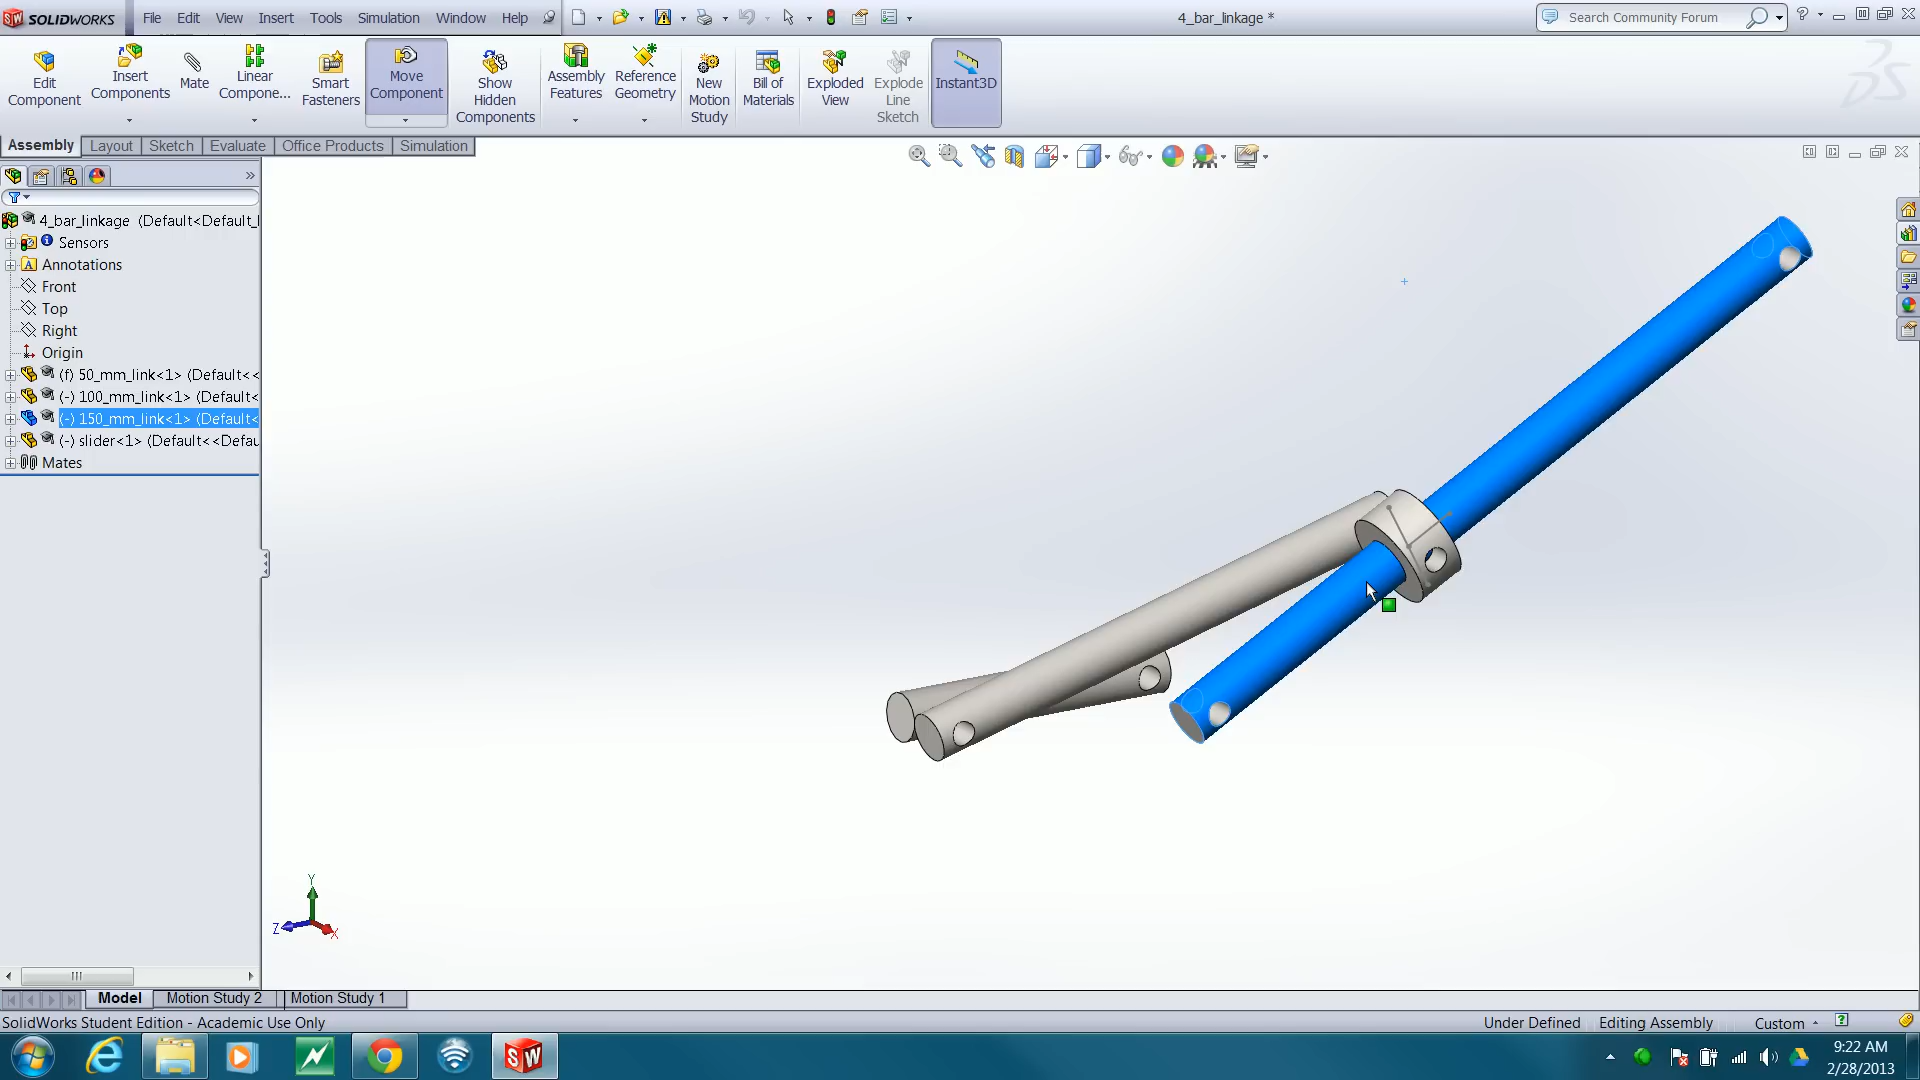 SOLIDWORKS File Edit View Insert Tools Simulation Window Help 4_bar_linkage * Search Community Forum ?
Edit Component
Insert Components
Mate
Linear Compone...
Smart Fasteners
Move Component
Show Hidden Components
Assembly Features
Reference Geometry
New Motion Study
Bill of Materials
Exploded View
Explode Line Sketch
Instant3D
Assembly Layout Sketch Evaluate Office Products Simulation
4_bar_linkage (Default<Default_
Sensors
Annotations
Front
Top
Right
Origin
(f) 50_mm_link<1> (Default<<
(-) 100_mm_link<1> (Default<
(-) 150_mm_link<1> (Default<
(-) slider<1> (Default<<Defau
Mates
Y
Z X
Model Motion Study 2 Motion Study 1
SolidWorks Student Edition - Academic Use Only Under Defined Editing Assembly Custom
9:22 AM
2/28/2013